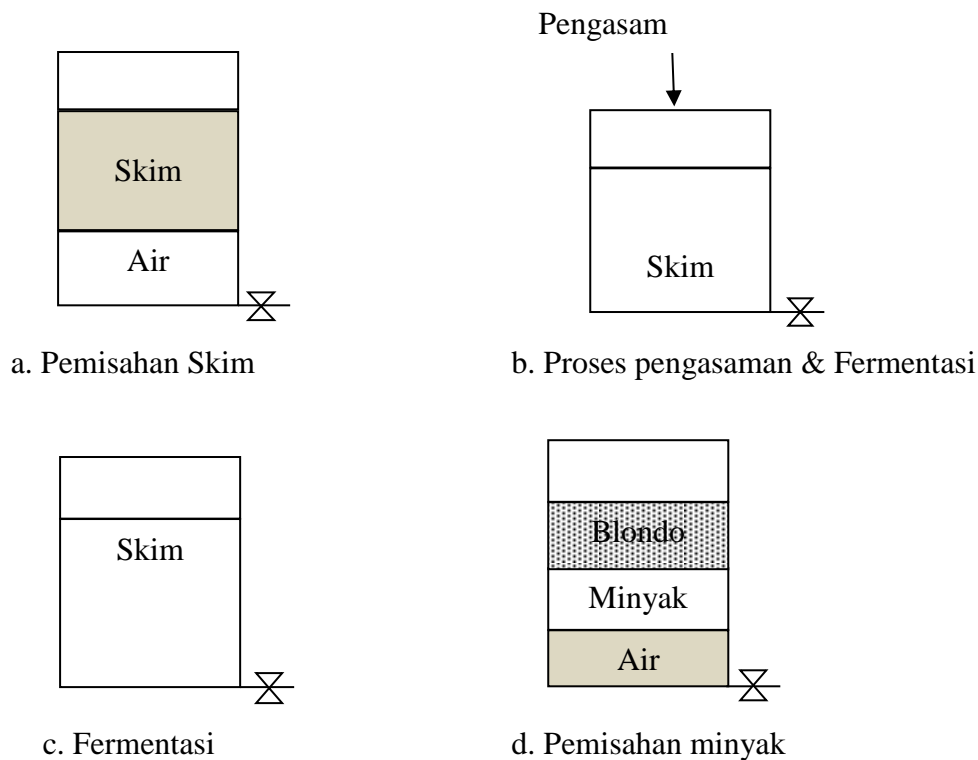 Pengasam
Skim
Air
Skim
a. Pemisahan Skim
b. Proses pengasaman & Fermentasi
Skim
Blondo
Minyak
Air
c. Fermentasi
d. Pemisahan minyak